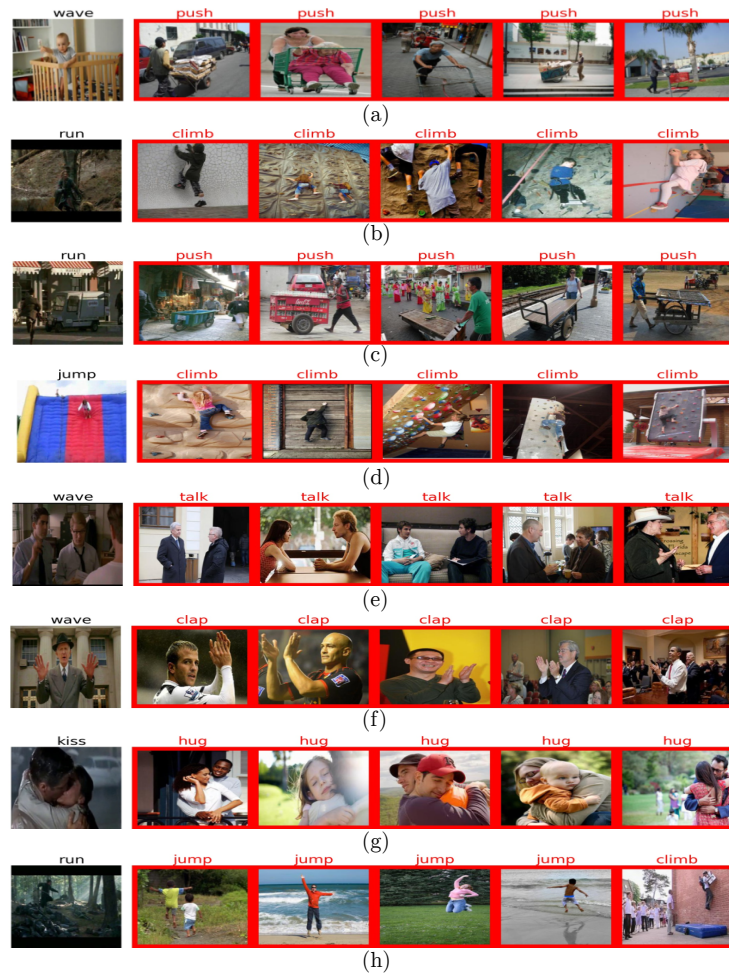 wave push push push push push
(a)
run climb climb climb climb climb
(b)
run push push push push push
(c)
jump climb climb climb climb climb
(d)
wave talk talk talk talk talk
(e)
wave clap clap clap clap clap
(f)
kiss hug hug hug hug hug
(g)
run jump jump jump jump climb
(h)